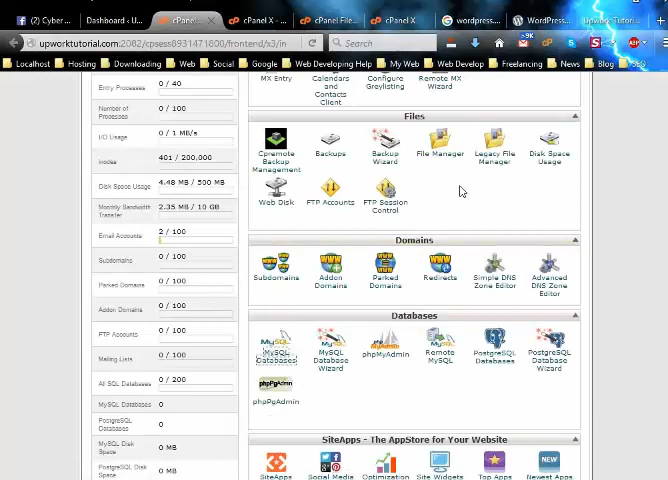 Cyber ...
Dashboard - U...
cPanel...
cPanel X - ...
cPanel File...
cPanel X
wordpress....
WordPress...
Upwork Tutori...
upworktutorial.com:2082/cpsess8931471800/frontend/x3/in
Search
>9K
ABP
Localhost
Hosting
Downloading
Web
Social
Google
Web Developing Help
My Web
Web Develop
Freelancing
News
Blog
SEO
Entry Processes
0 / 40
Number of Processes
0 / 100
I/O Usage
0 / 1 MB/s
Inodes
401 / 200,000
Disk Space Usage
4.48 MB / 500 MB
Monthly Bandwidth Transfer
2.35 MB / 10 GB
Email Accounts
2 / 100
Subdomains
0 / 100
Parked Domains
0 / 100
Addon Domains
0 / 100
FTP Accounts
0 / 100
Mailing Lists
0 / 100
All SQL Databases
0 / 200
MySQL Databases
0
PostgreSQL Databases
0
MySQL Disk Space
0 MB
PostgreSQL Disk Space
0 MB
MX Entry
Calendars and Contacts Client
Configure Greylisting
Remote MX Wizard
Files
Cpremote Backup Management
Backups
Backup Wizard
File Manager
Legacy File Manager
Disk Space Usage
Web Disk
FTP Accounts
FTP Session Control
Domains
Subdomains
Addon Domains
Parked Domains
Redirects
Simple DNS Zone Editor
Advanced DNS Zone Editor
Databases
MySQL Databases
MySQL Database Wizard
phpMyAdmin
Remote MySQL
PostgreSQL Databases
PostgreSQL Database Wizard
phpPgAdmin
phpPgAdmin
SiteApps - The AppStore for Your Website
NEW
SiteApps
Social Media
Optimization
Site Widgets
Top Apps
Newest Apps